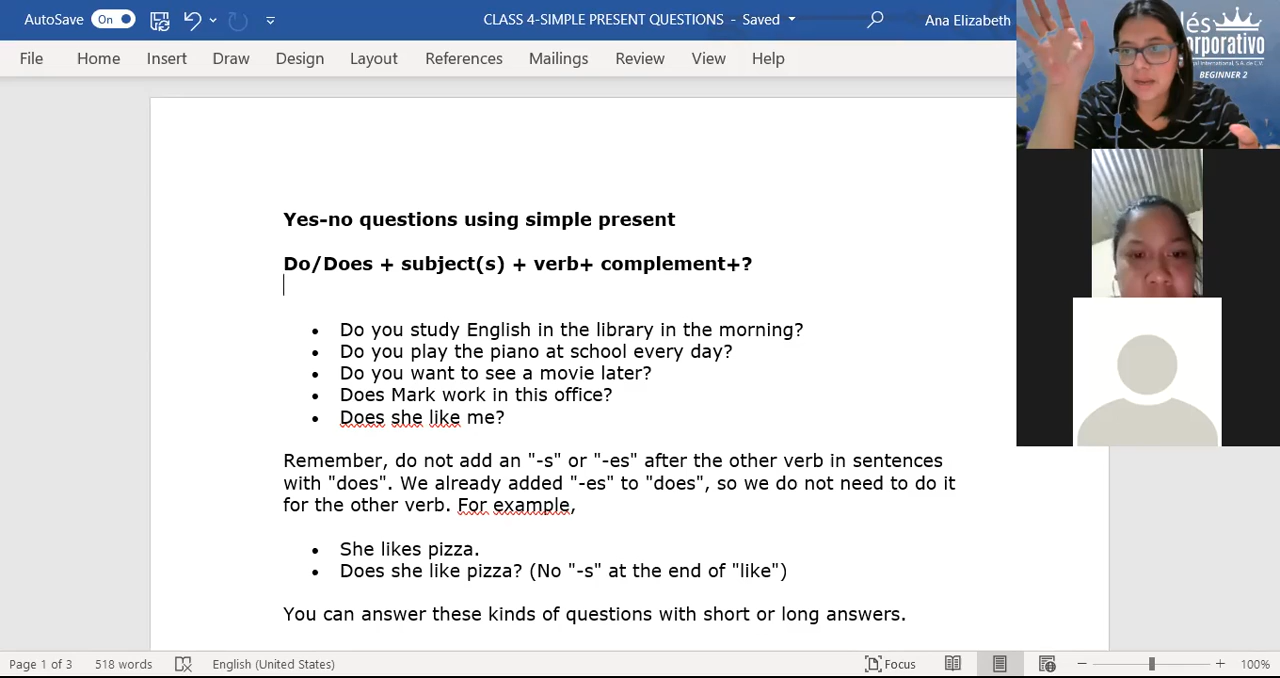 AutoSave On CLASS 4-SIMPLE PRESENT QUESTIONS - Saved Ana Elizabeth
File Home Insert Draw Design Layout References Mailings Review View Help
lés
orporativo
BEGINNER 2
Yes-no questions using simple present
Do/Does + subject(s) + verb+ complement+?
• Do you study English in the library in the morning?
• Do you play the piano at school every day?
• Do you want to see a movie later?
• Does Mark work in this office?
• Does she like me?
Remember, do not add an "-s" or "-es" after the other verb in sentences
with "does". We already added "-es" to "does", so we do not need to do it
for the other verb. For example,
• She likes pizza.
• Does she like pizza? (No "-s" at the end of "like")
You can answer these kinds of questions with short or long answers.
Page 1 of 3 518 words English (United States) Focus 100%